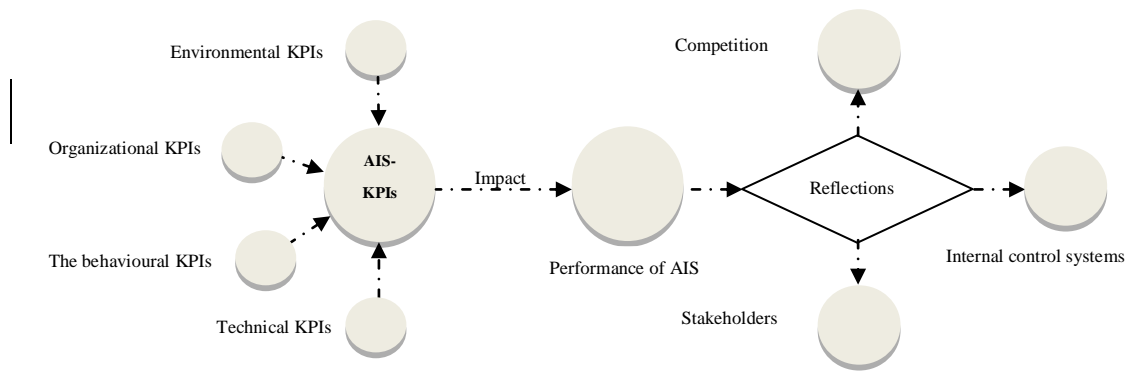 Environmental KPIs
Organizational KPIs
The behavioural KPIs
Technical KPIs
AIS-
KPIs
Impact
Performance of AIS
Reflections
Competition
Internal control systems
Stakeholders